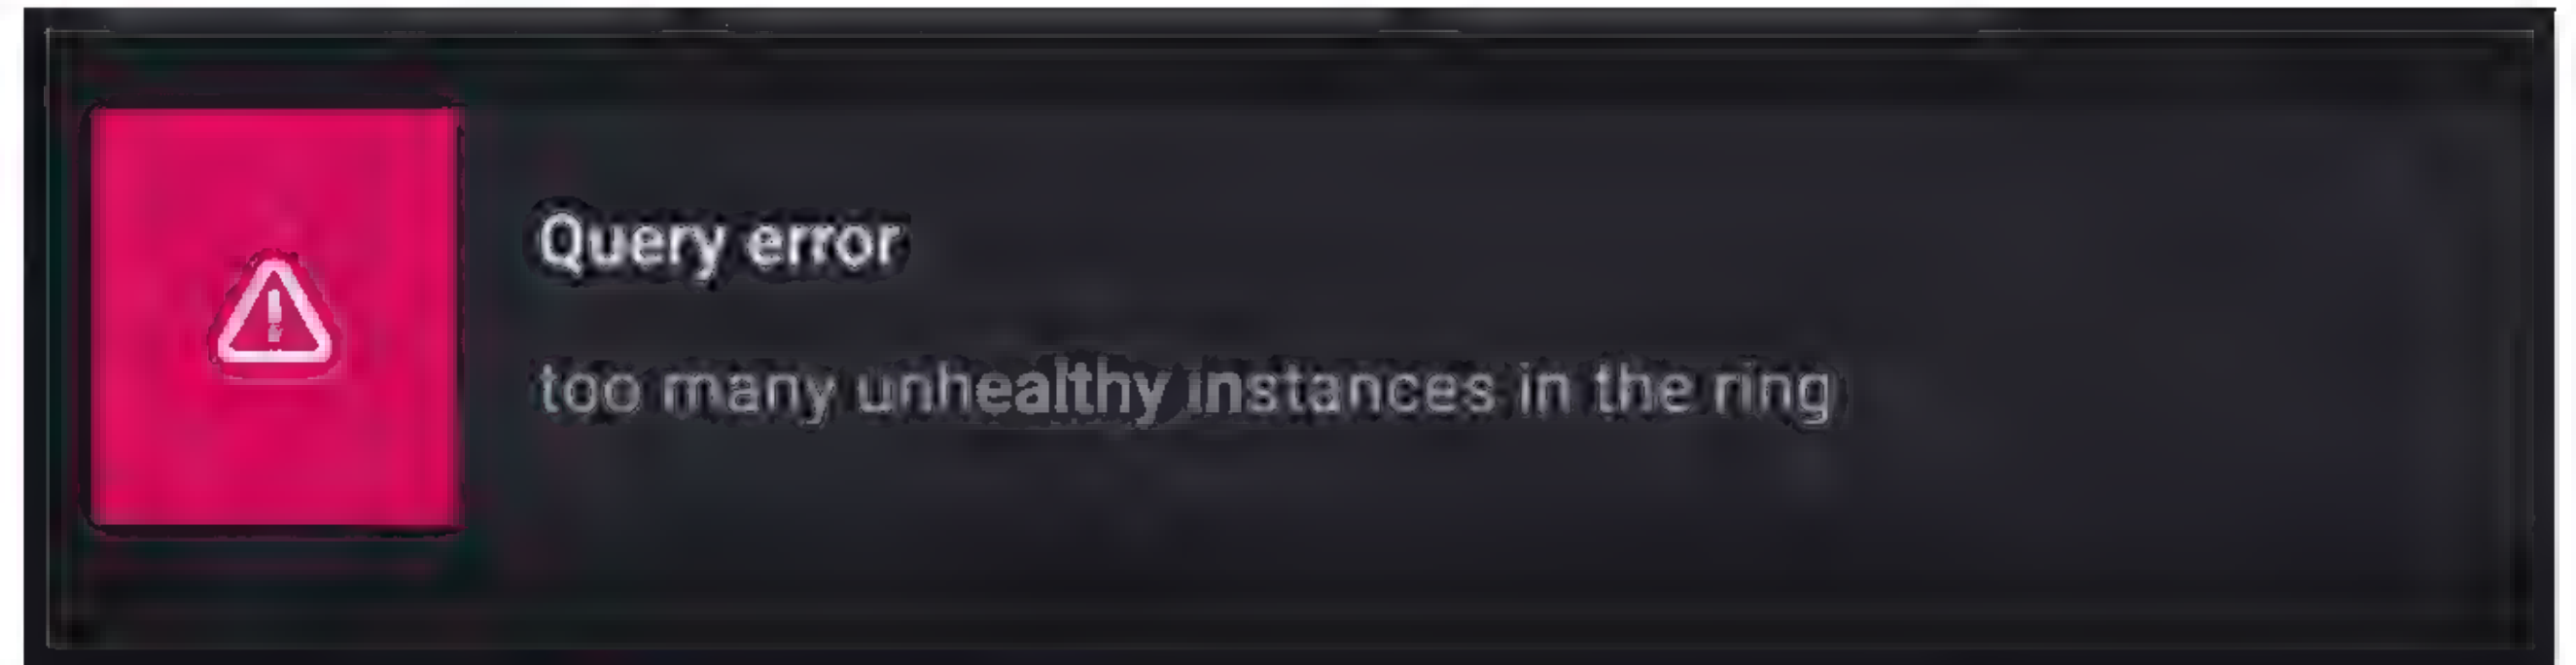 Query error
too many unhealthy instances in the ring